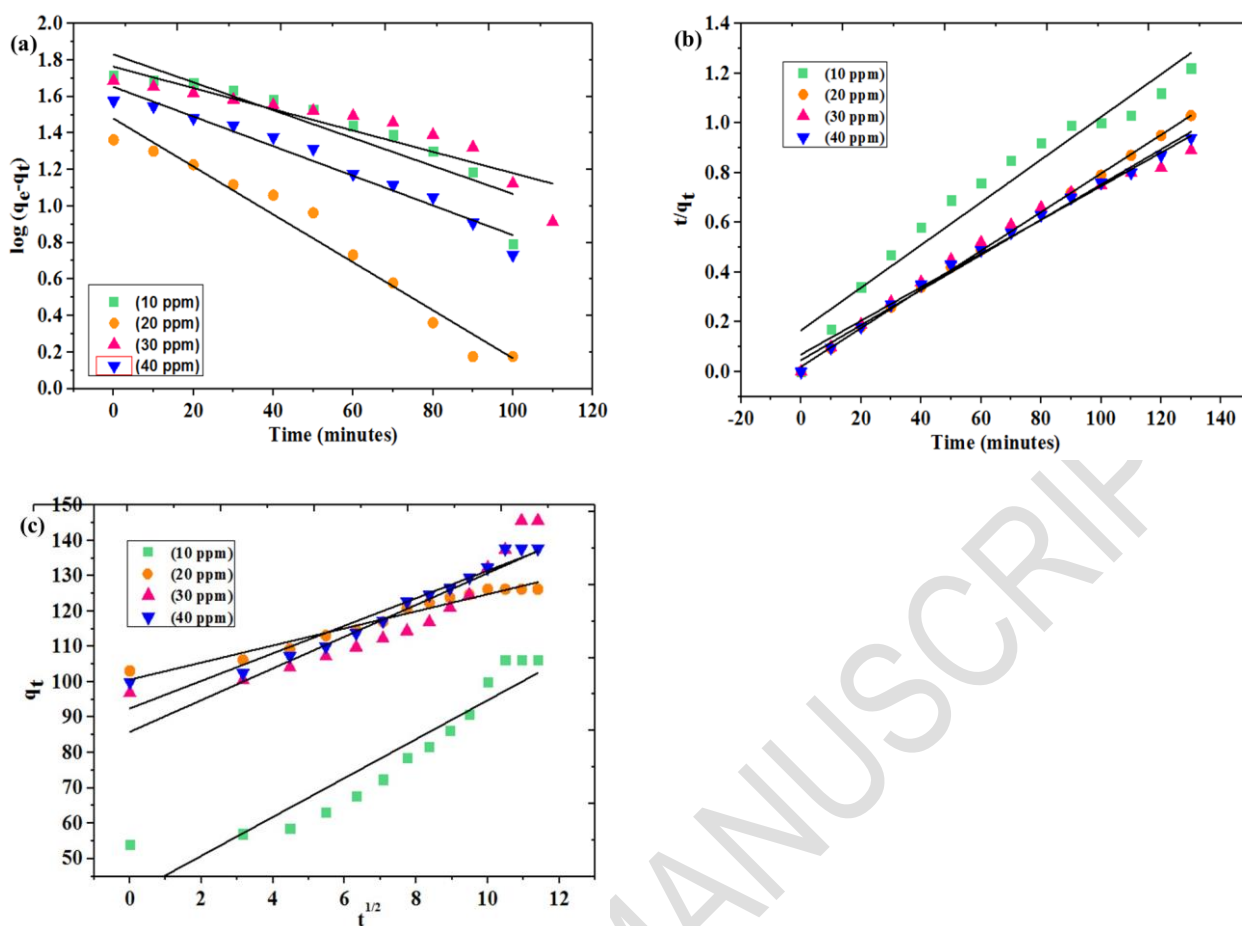 (a)
2.0
1.8
1.6
1.4
1.2
1.0
0.8
0.6
0.4
0.2
0.0
log (qe-qt)
(10 ppm)
(20 ppm)
(30 ppm)
(40 ppm)
0 20 40 60 80 100 120
Time (minutes)
(b)
1.4
1.2
1.0
0.8
0.6
0.4
0.2
0.0
t/qt
(10 ppm)
(20 ppm)
(30 ppm)
(40 ppm)
-20 0 20 40 60 80 100 120 140
Time (minutes)
(c)
150
140
130
120
110
100
90
80
70
60
50
qt
(10 ppm)
(20 ppm)
(30 ppm)
(40 ppm)
0 2 4 6 8 10 12
t1/2
MANUSCRIP